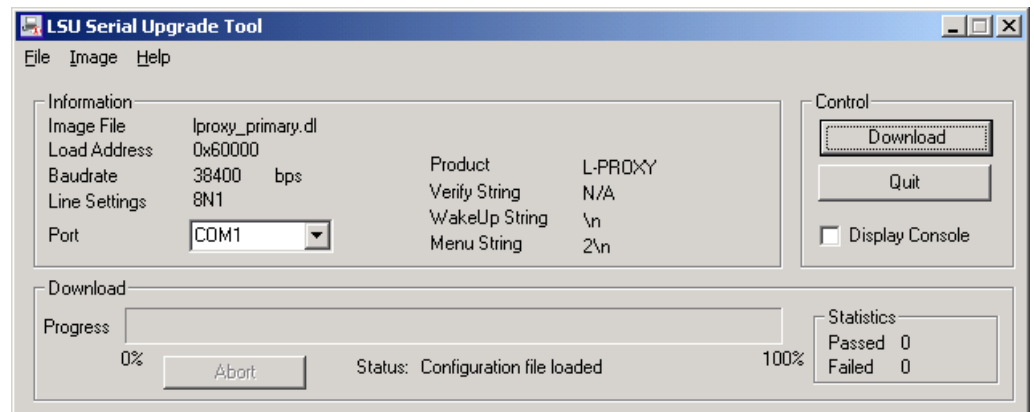 LSU Serial Upgrade Tool
File Image Help
Information
Image File lproxy_primary.dl
Load Address 0x60000
Baudrate 38400 bps
Line Settings 8N1
Port COM1
Product L-PROXY
Verify String N/A
WakeUp String \n
Menu String 2\n
Control
Download
Quit
Display Console
Download
Progress
0% 100%
Abort
Status: Configuration file loaded
Statistics
Passed 0
Failed 0